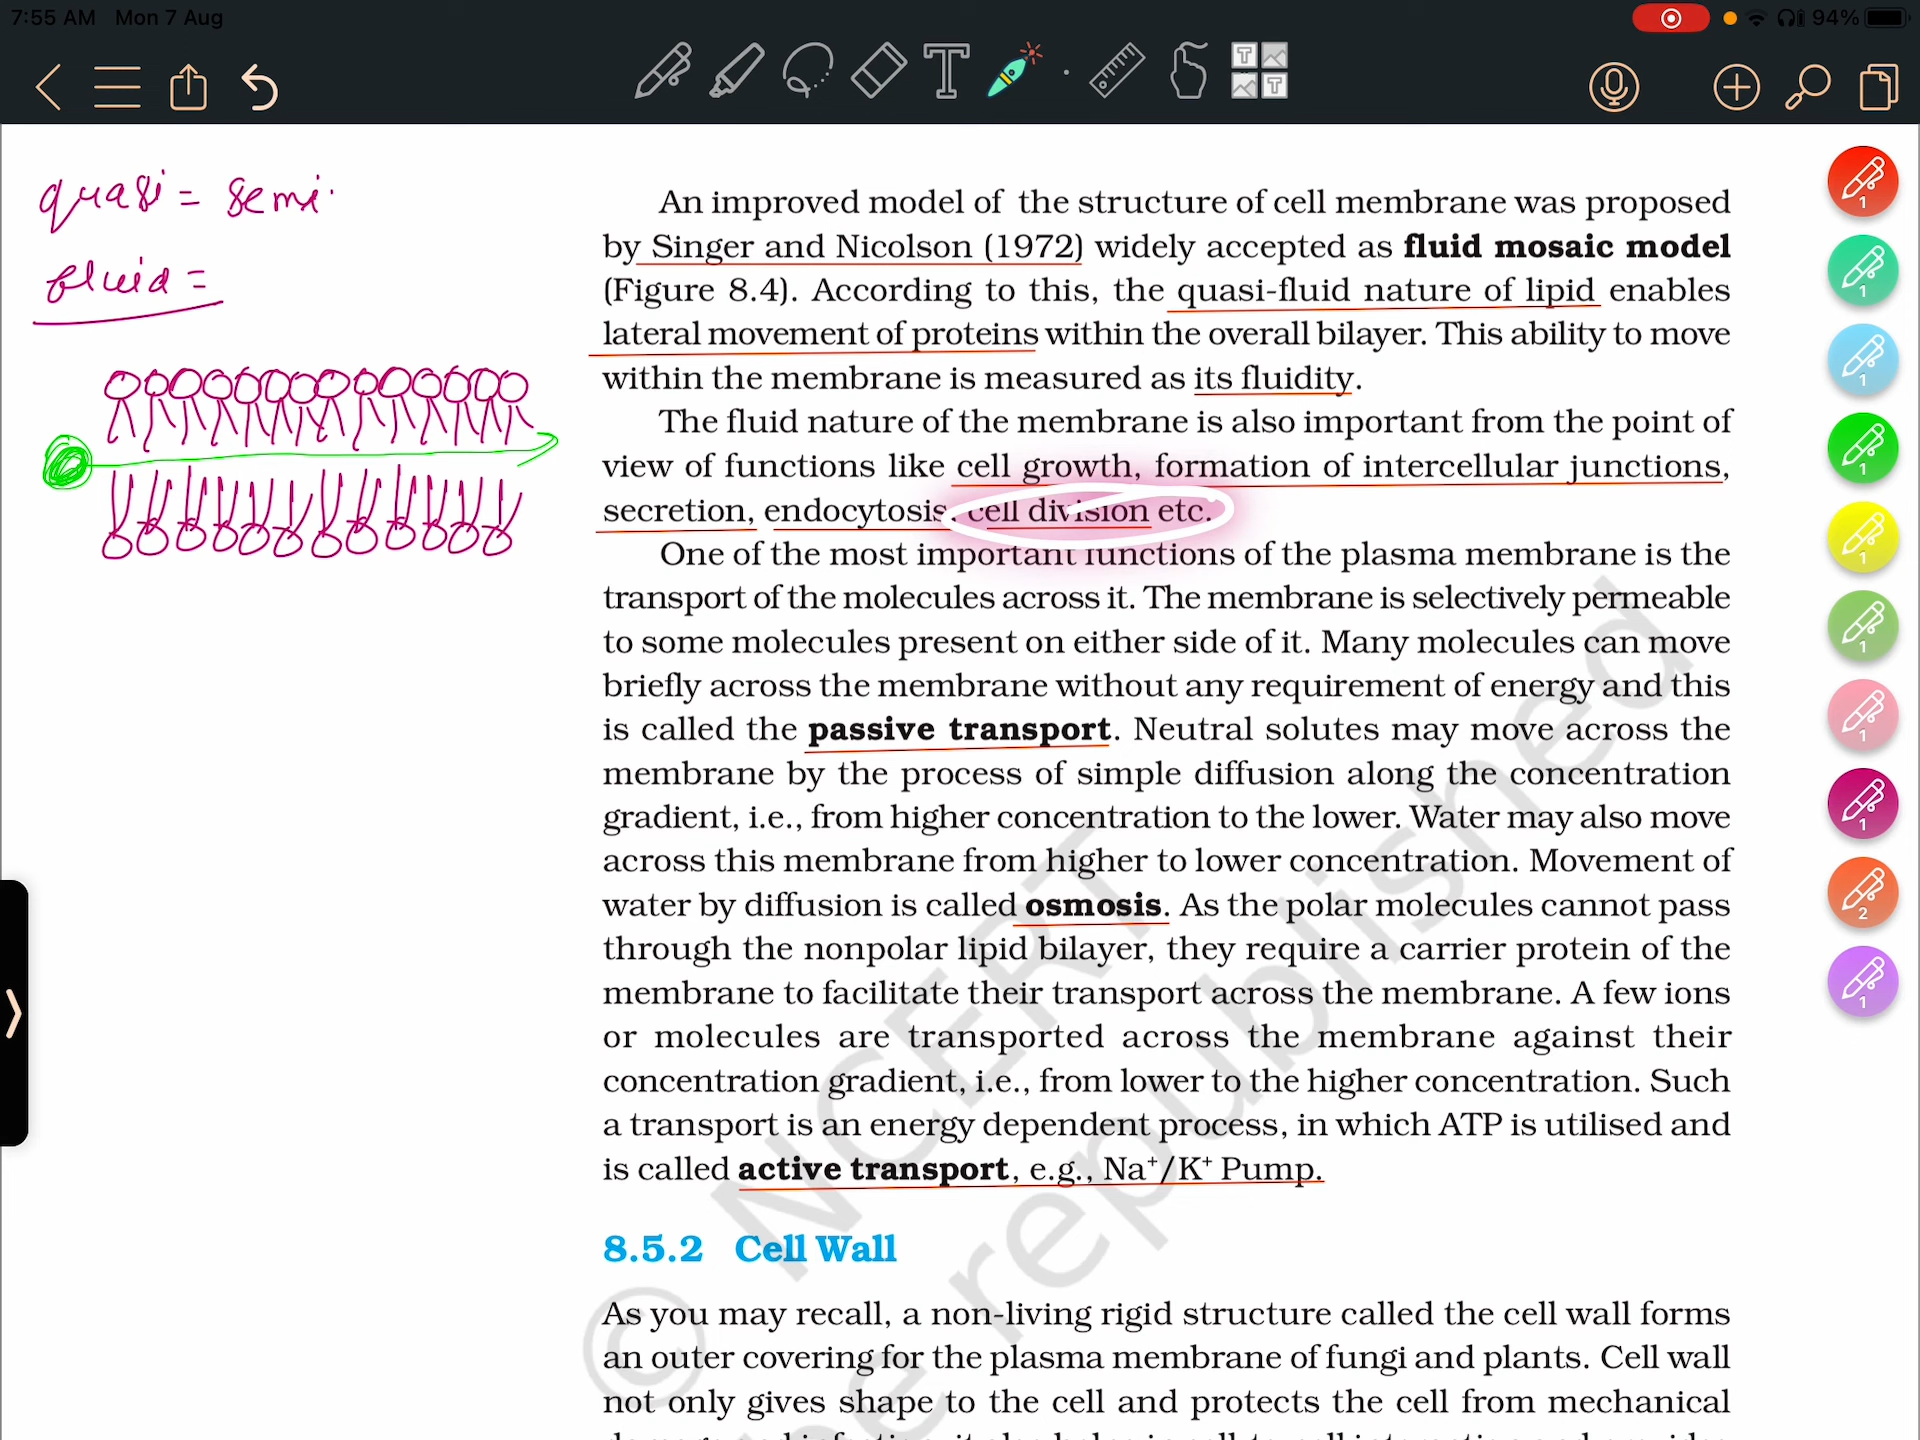 7:55 AM Mon 7 Aug
94%
quasi = semi
fluid =
An improved model of the structure of cell membrane was proposed
by Singer and Nicolson (1972) widely accepted as fluid mosaic model
(Figure 8.4). According to this, the quasi-fluid nature of lipid enables
lateral movement of proteins within the overall bilayer. This ability to move
within the membrane is measured as its fluidity.
The fluid nature of the membrane is also important from the point of
view of functions like cell growth, formation of intercellular junctions,
secretion, endocytosis, cell division etc.
One of the most important functions of the plasma membrane is the
transport of the molecules across it. The membrane is selectively permeable
to some molecules present on either side of it. Many molecules can move
briefly across the membrane without any requirement of energy and this
is called the passive transport. Neutral solutes may move across the
membrane by the process of simple diffusion along the concentration
gradient, i.e., from higher concentration to the lower. Water may also move
across this membrane from higher to lower concentration. Movement of
water by diffusion is called osmosis. As the polar molecules cannot pass
through the nonpolar lipid bilayer, they require a carrier protein of the
membrane to facilitate their transport across the membrane. A few ions
or molecules are transported across the membrane against their
concentration gradient, i.e., from lower to the higher concentration. Such
a transport is an energy dependent process, in which ATP is utilised and
is called active transport, e.g., Na⁺/K⁺ Pump.
8.5.2 Cell Wall
As you may recall, a non-living rigid structure called the cell wall forms
an outer covering for the plasma membrane of fungi and plants. Cell wall
not only gives shape to the cell and protects the cell from mechanical
© NCERT
republished
1
1
1
1
1
1
1
1
2
1